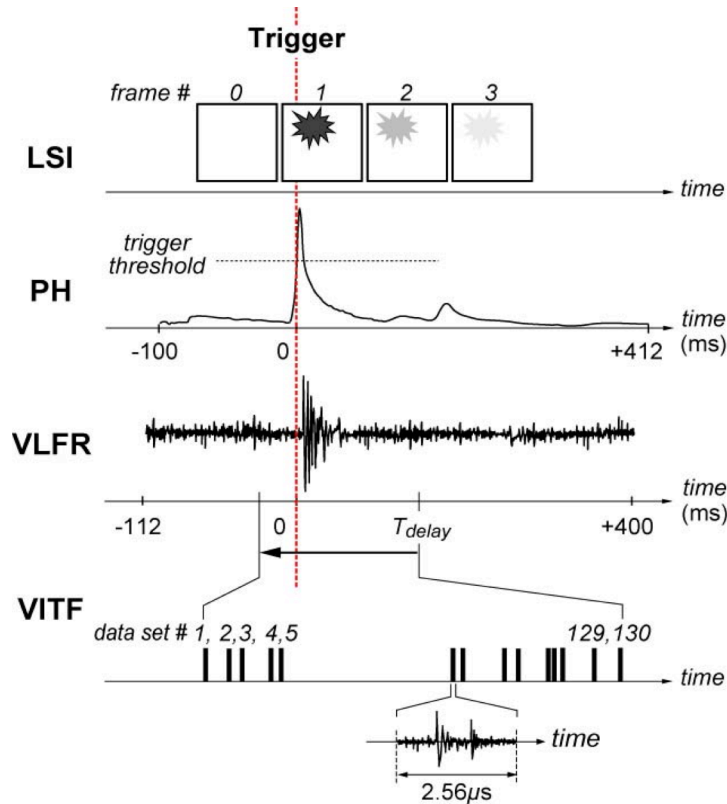 Trigger
frame # 0 1 2 3
LSI
time
trigger
threshold
PH
time
(ms)
-100 0 +412
VLFR
time
(ms)
-112 0 Tdelay +400
VITF
data set # 1, 2,3, 4,5 129,130
time
time
2.56µs